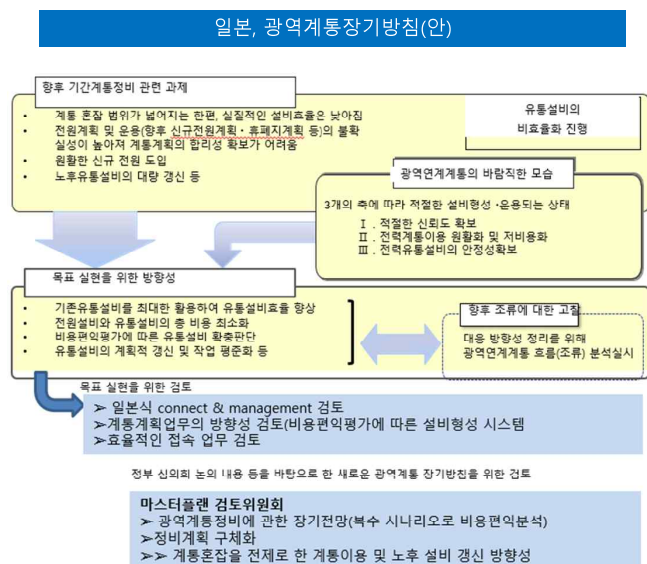 일본, 광역계통장기방침(안)
향후 기간계통정비 관련 과제
• 계통 혼잡 범위가 넓어지는 한편, 실질적인 설비효율은 낮아짐
• 전원계획 및 운용(향후 신규전원계획・휴폐지계획 등)의 불확
실성이 높아져 계통계획의 합리성 확보가 어려움
• 원활한 신규 전원 도입
• 노후유통설비의 대량 갱신 등
유통설비의
비효율화 진행
광역연계계통의 바람직한 모습
3개의 축에 따라 적절한 설비형성 ·운용되는 상태
Ⅰ. 적절한 신뢰도 확보
Ⅱ. 전력계통이용 원활화 및 저비용화
Ⅲ. 전력유통설비의 안정성확보
목표 실현을 위한 방향성
• 기존유통설비를 최대한 활용하여 유통설비효율 향상
• 전원설비와 유통설비의 총 비용 최소화
• 비용편익평가에 따른 유통설비 확충판단
• 유통설비의 계획적 갱신 및 작업 평준화 등
향후 조류에 대한 고찰
대응 방향성 정리를 위해
광역연계계통 흐름(조류) 분석실시
목표 실현을 위한 검토
➢ 일본식 connect & management 검토
➢계통계획업무의 방향성 검토(비용편익평가에 따른 설비형성 시스템
➢효율적인 접속 업무 검토
정부 심의회 논의 내용 등을 바탕으로 한 새로운 광역계통 장기방침을 위한 검토
마스터플랜 검토위원회
➢ 광역계통정비에 관한 장기전망(복수 시나리오로 비용편익분석)
➢정비계획 구체화
➢➢ 계통혼잡을 전제로 한 계통이용 및 노후 설비 갱신 방향성